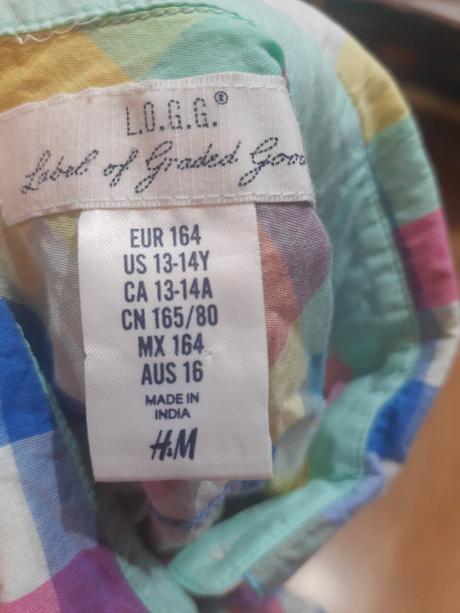 L.O.G.G.®
Label of Graded Goo
EUR 164
US 13-14Y
CA 13-14A
CN 165/80
MX 164
AUS 16
MADE IN
INDIA
H&M